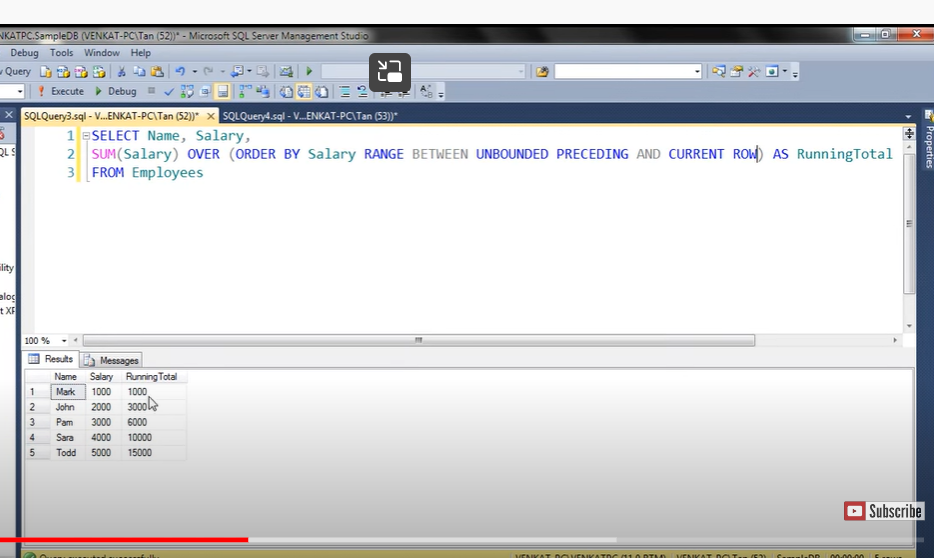 NKATPC.SampleDB (VENKAT-PC\Tan (52))* - Microsoft SQL Server Management Studio
Debug Tools Window Help
Query
Execute Debug
SQLQuery3.sql - V...ENKAT-PC\Tan (52))* SQLQuery4.sql - V...ENKAT-PC\Tan (53))*
Properties
1 SELECT Name, Salary,
2 SUM(Salary) OVER (ORDER BY Salary RANGE BETWEEN UNBOUNDED PRECEDING AND CURRENT ROW) AS RunningTotal
3 FROM Employees
100 %
Results Messages
Name Salary RunningTotal
1 Mark 1000 1000
2 John 2000 3000
3 Pam 3000 6000
4 Sara 4000 10000
5 Todd 5000 15000
Subscribe